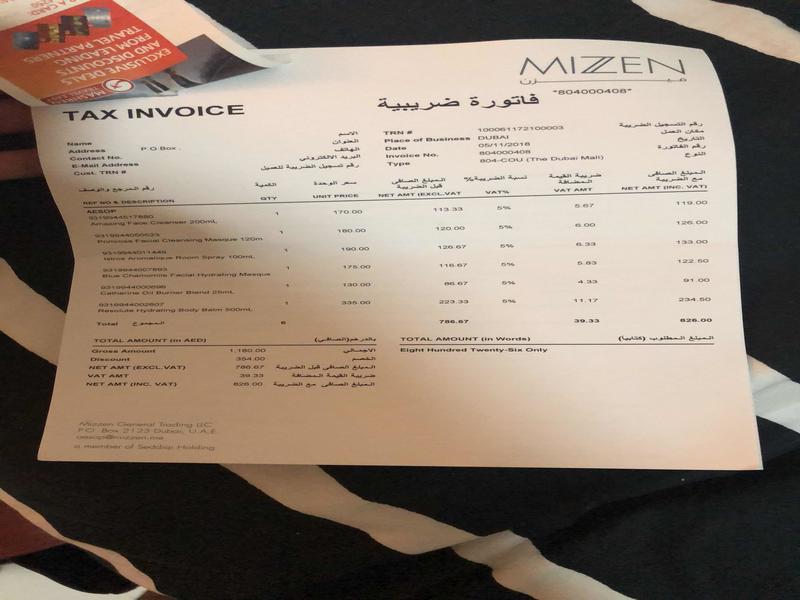 EXCLUSIVE DEALS
AND DISCOUNTS
FROM LEADING
TRAVEL PARTNERS
MIZZEN
ميزن
*804000408*
TAX INVOICE
فاتورة ضريبية
Name الاسم
Address P.O Box , العنوان
Contact No. الهاتف
E-Mail Address البريد الالكتروني
Cust. TRN # رقم تسجيل الضريبة للعميل
TRN # 100061172100003 رقم التسجيل الضريبة
Place of Business DUBAI مكان العمل
Date 05/11/2018 التاريخ
Invoice No. 804000408 رقم الفاتورة
Type 804-COU (The Dubai Mall) النوع
رقم المرجع والوصف الكمية سعر الوحدة المبلغ الصافى قبل الضريبة نسبة الضريبة% ضريبة القيمة المضافة المبلغ الصافى مع الضريبة
REF NO & DESCRIPTION QTY UNIT PRICE NET AMT (EXCL.VAT) VAT% VAT AMT NET AMT (INC. VAT)
AESOP
9319944517880 1 170.00 113.33 5% 5.67 119.00
Amazing Face Cleanser 200mL
9319944050523 1 180.00 120.00 5% 6.00 126.00
Primrose Facial Cleansing Masque 120m
9319944011449 1 190.00 126.67 5% 6.33 133.00
Istros Aromatique Room Spray 100mL
9319944007893 1 175.00 116.67 5% 5.83 122.50
Blue Chamomile Facial Hydrating Masque
9319944000696 1 130.00 86.67 5% 4.33 91.00
Catherine Oil Burner Blend 25mL
9319944002607 1 335.00 223.33 5% 11.17 234.50
Resolute Hydrating Body Balm 500mL
Total المجموع 6 786.67 39.33 826.00
TOTAL AMOUNT (in AED) بالدرهم(الصافي)
Gross Amount 1,180.00 الاجمالي
Discount 354.00 الخصم
NET AMT (EXCL.VAT) 786.67 المبلغ الصافى قبل الضريبة
VAT AMT 39.33 ضريبة القيمة المضافة
NET AMT (INC. VAT) 826.00 المبلغ الصافى مع الضريبة
TOTAL AMOUNT (in Words) المبلغ المطلوب (كتابيا)
Eight Hundred Twenty-Six Only
Mizzen General Trading LLC
P.O. Box 2123 Dubai, U.A.E.
aesop@mizzen.me
a member of Seddiqi Holding